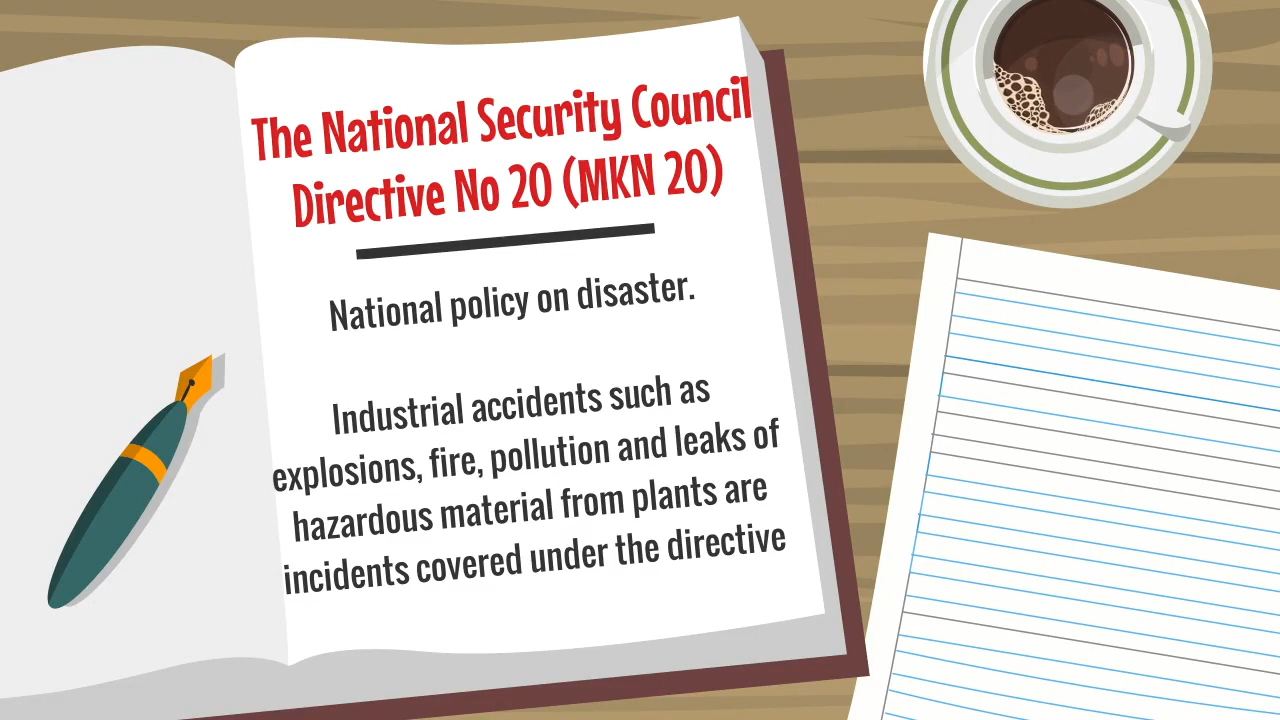 The National Security Council
Directive No 20 (MKN 20)
National policy on disaster.
Industrial accidents such as
explosions, fire, pollution and leaks of
hazardous material from plants are
incidents covered under the directive